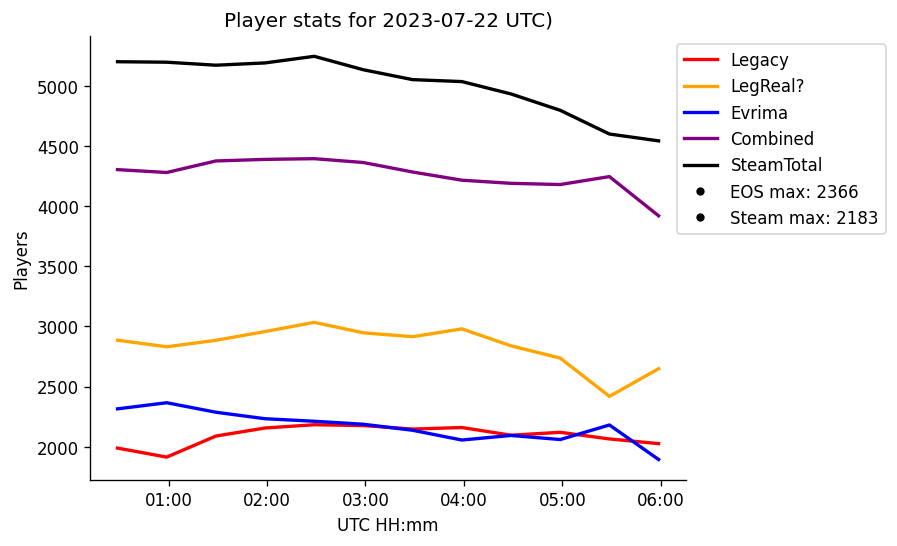 Player stats for 2023-07-22 UTC)
Legacy
LegReal?
Evrima
Combined
SteamTotal
EOS max: 2366
Steam max: 2183
Players
5000
4500
4000
3500
3000
2500
2000
01:00 02:00 03:00 04:00 05:00 06:00
UTC HH:mm